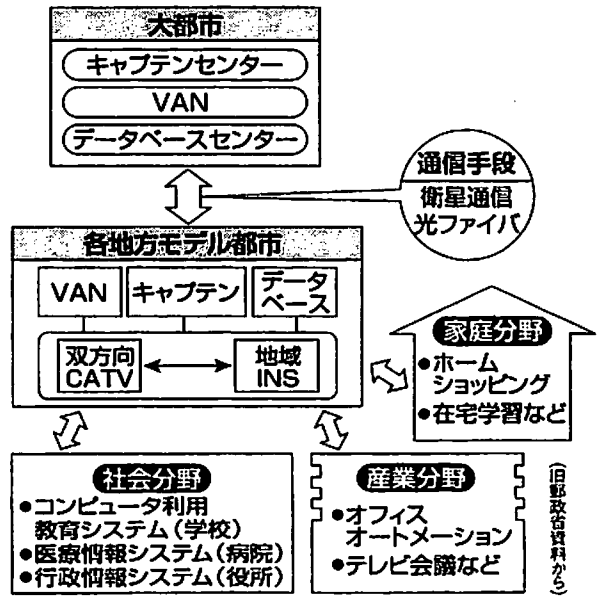 大都市
キャプテンセンター
VAN
データベースセンター
通信手段
衛星通信
光ファイバ
各地方モデル都市
VAN
キャプテン
データ
ベース
双方向
CATV
地域
INS
家庭分野
●ホーム
ショッピング
●在宅学習など
社会分野
●コンピュータ利用
教育システム(学校)
●医療情報システム(病院)
●行政情報システム(役所)
産業分野
●オフィス
オートメーション
●テレビ会議など
(旧郵政省資料から)